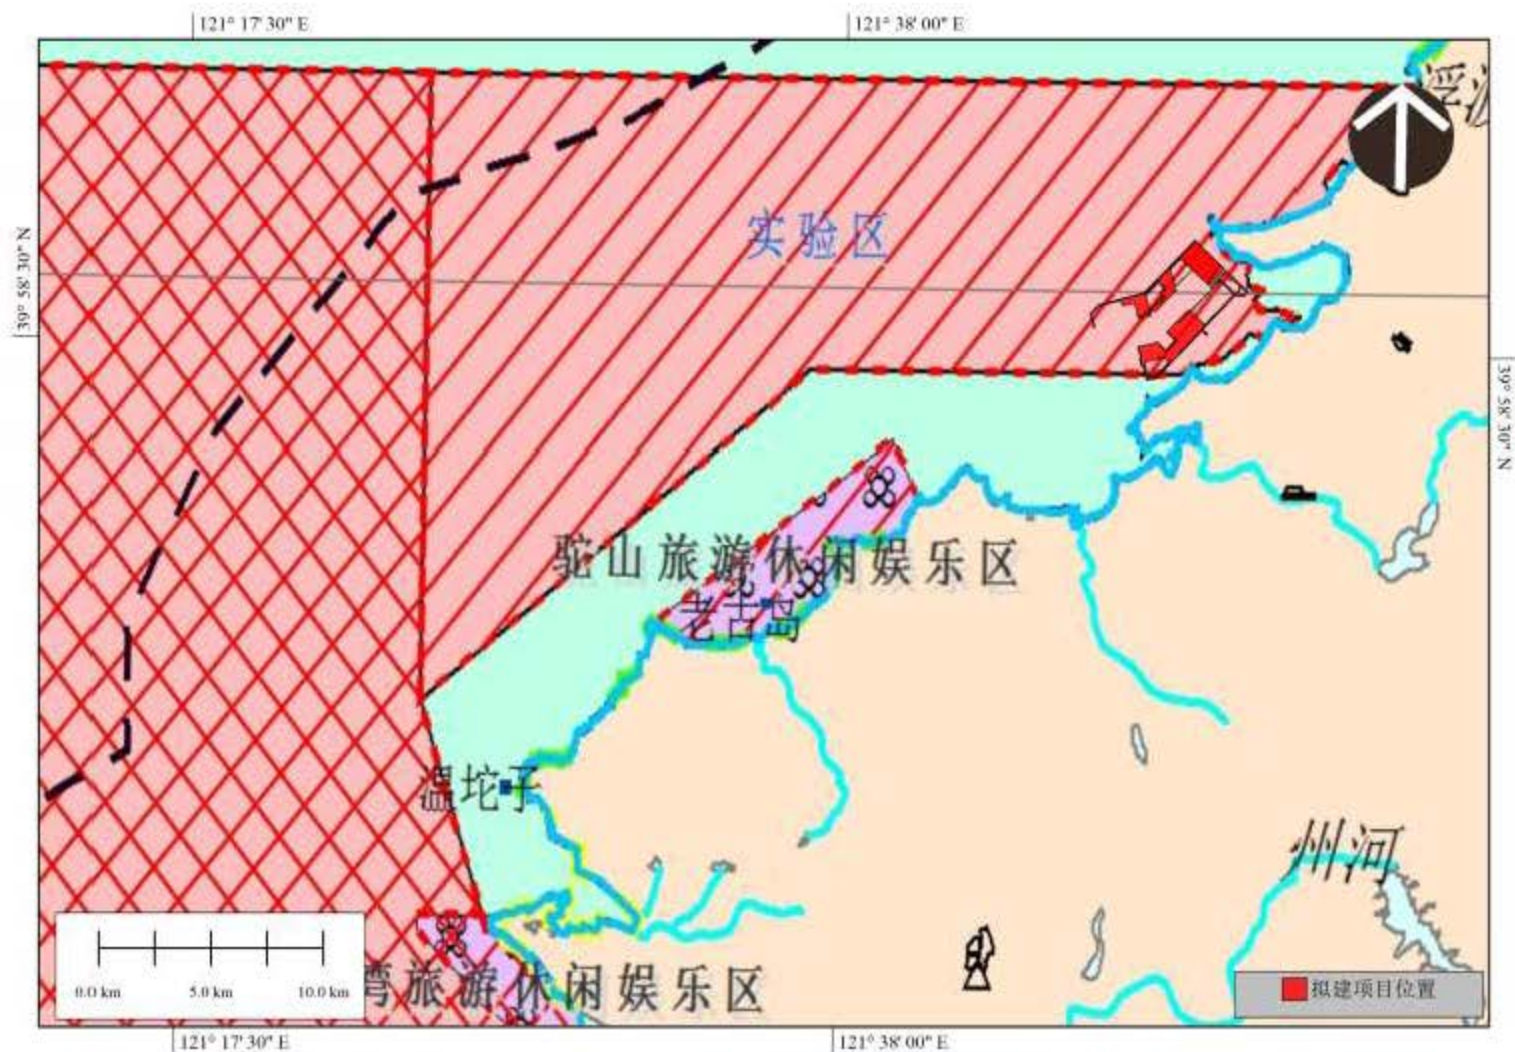 121° 17' 30" E
121° 38' 00" E
实验区
39° 58' 30" N
39° 58' 30" N
驼山旅游休闲娱乐区
老古岛
温坨子
州河
湾旅游休闲娱乐区
0.0 km
5.0 km
10.0 km
拟建项目位置
121° 17' 30" E
121° 38' 00" E